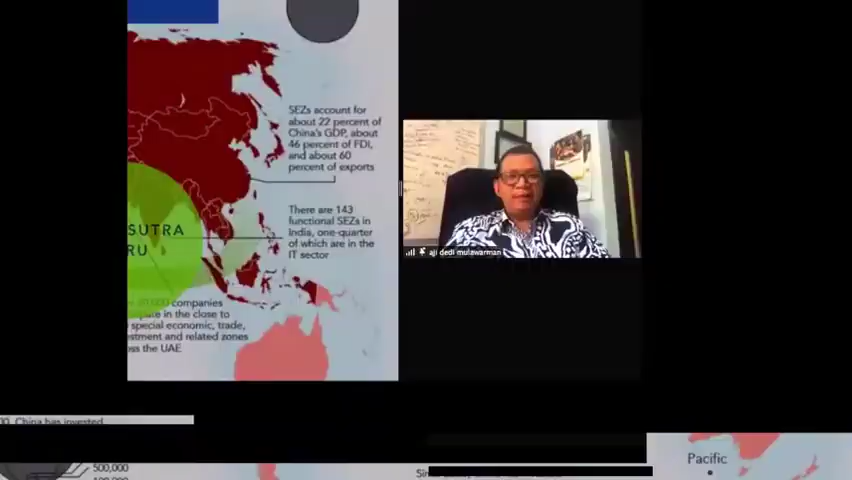 SEZs account for
about 22 percent of
China's GDP, about
46 percent of FDI,
and about 60
percent of exports
There are 143
functional SEZs in
India, one-quarter
of which are in the
IT sector
SUTRA
RU
companies
in the close to
special economic, trade,
estment and related zones
the UAE
aji dedi mulawarman
China has invested
500,000
Pacific